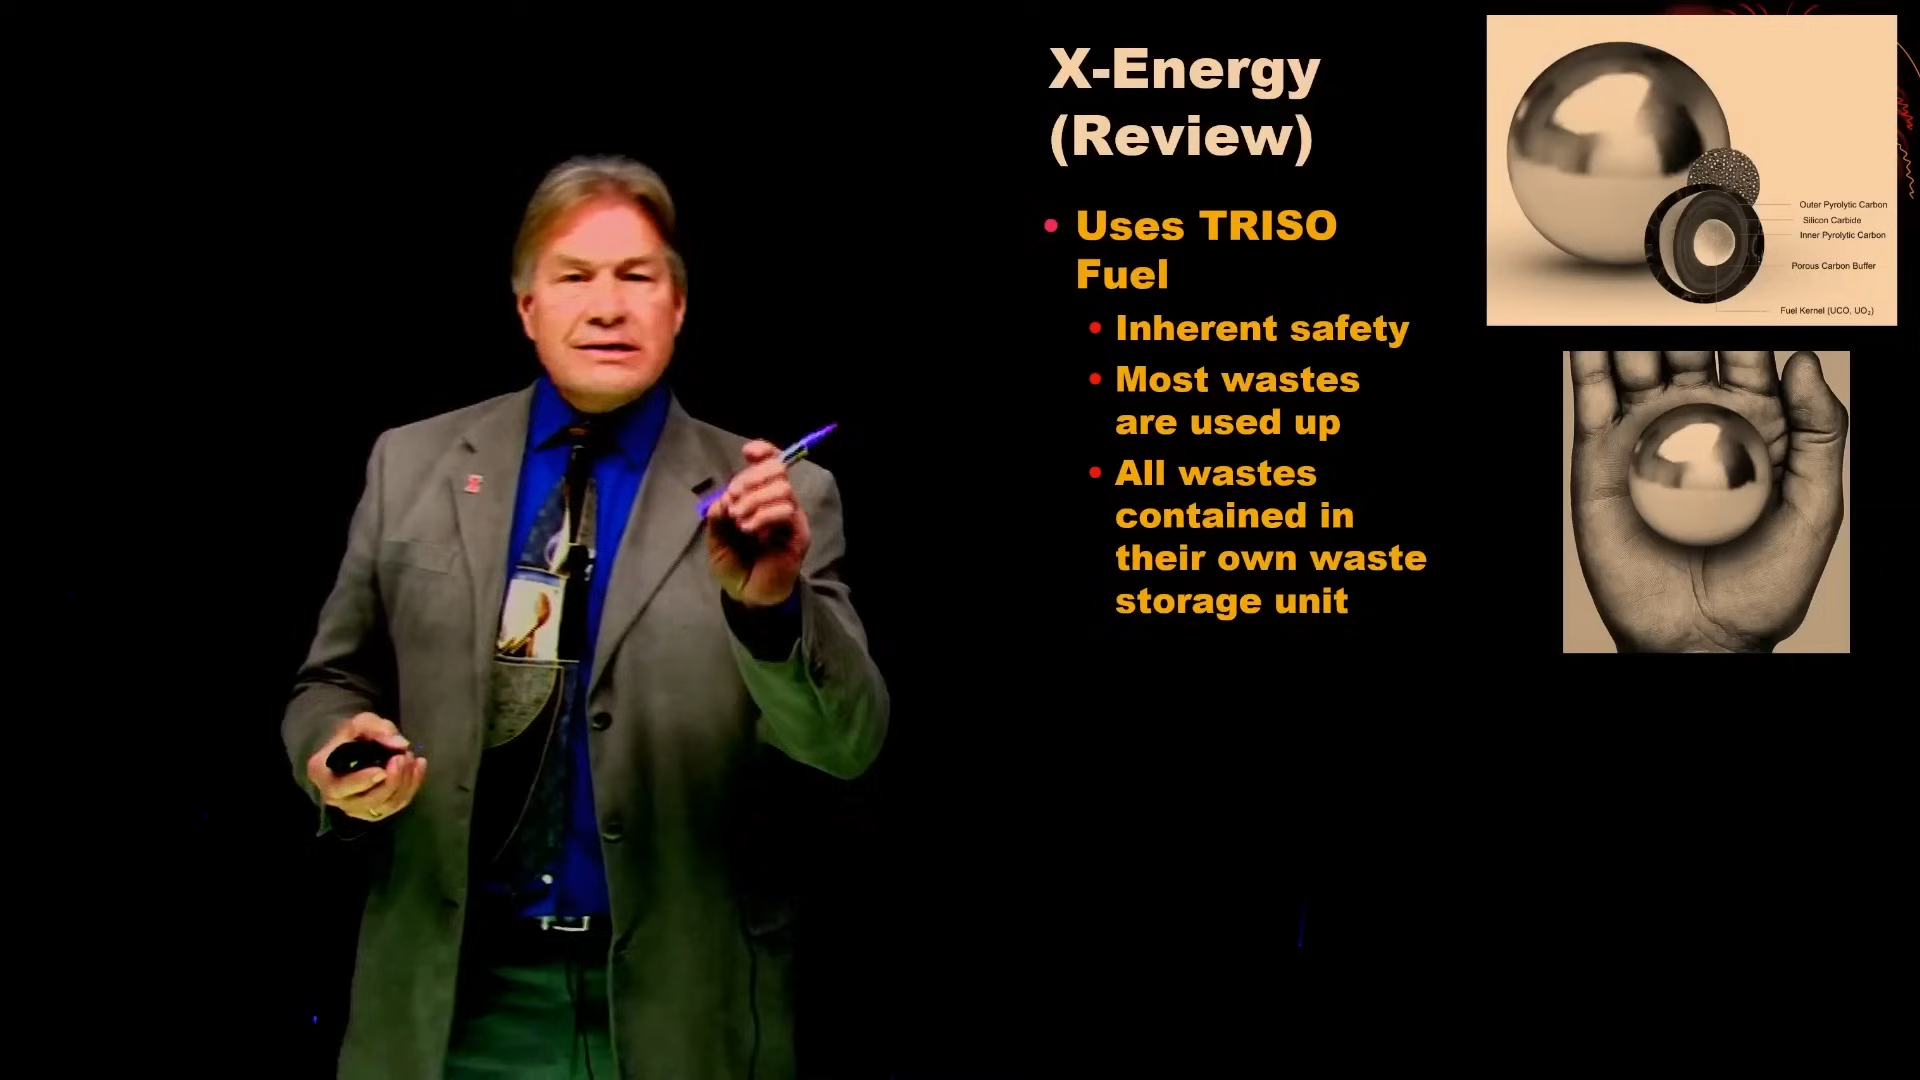 X-Energy
(Review)
• Uses TRISO
Fuel
• Inherent safety
• Most wastes
are used up
• All wastes
contained in
their own waste
storage unit
Outer Pyrolytic Carbon
Silicon Carbide
Inner Pyrolytic Carbon
Porous Carbon Buffer
Fuel Kernel (UCO, UO₂)